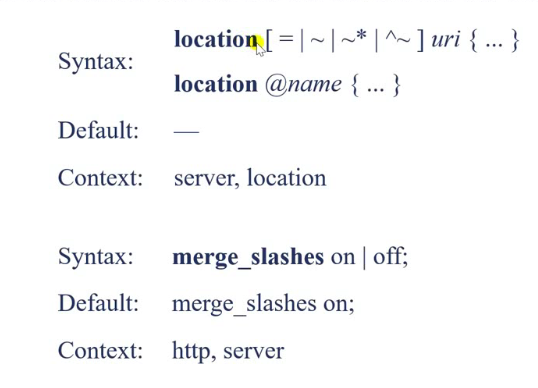 Syntax: location [ = | ~ | ~* | ^~ ] uri { ... }
location @name { ... }
Default: —
Context: server, location
Syntax: merge_slashes on | off;
Default: merge_slashes on;
Context: http, server